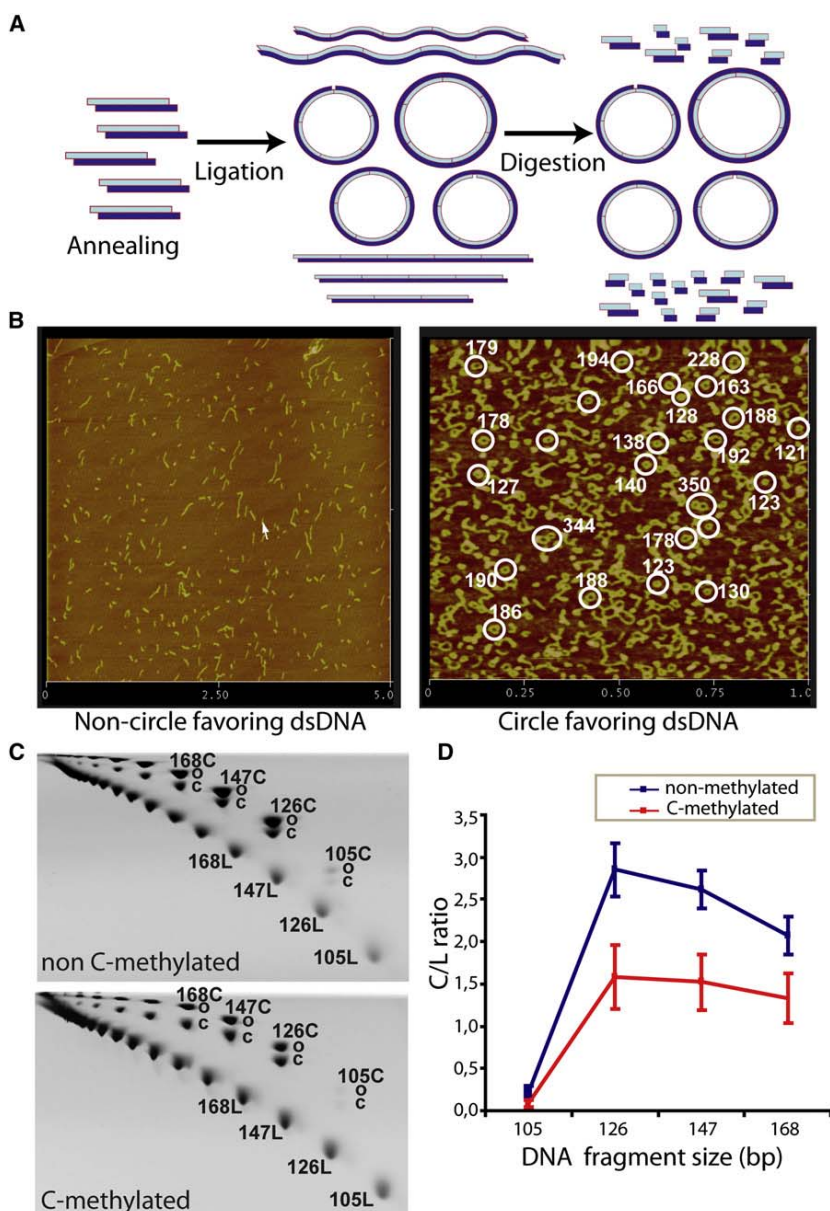 A
Annealing
Ligation
Digestion
B
179
194
228
166
163
128
188
178
138
192
121
140
127
350
123
344
178
190
188
123
130
186
0
2.50
5.0
0
0.25
0.50
0.75
1.0
Non-circle favoring dsDNA
Circle favoring dsDNA
C
168C
O
C
147C
O
C
126C
O
C
105C
O
C
168L
147L
126L
105L
non C-methylated
168C
O
C
147C
O
C
126C
O
C
105C
O
C
168L
147L
126L
105L
C-methylated
D
non-methylated
C-methylated
C/L ratio
3,5
3,0
2,5
2,0
1,5
1,0
0,5
0,0
105
126
147
168
DNA fragment size (bp)